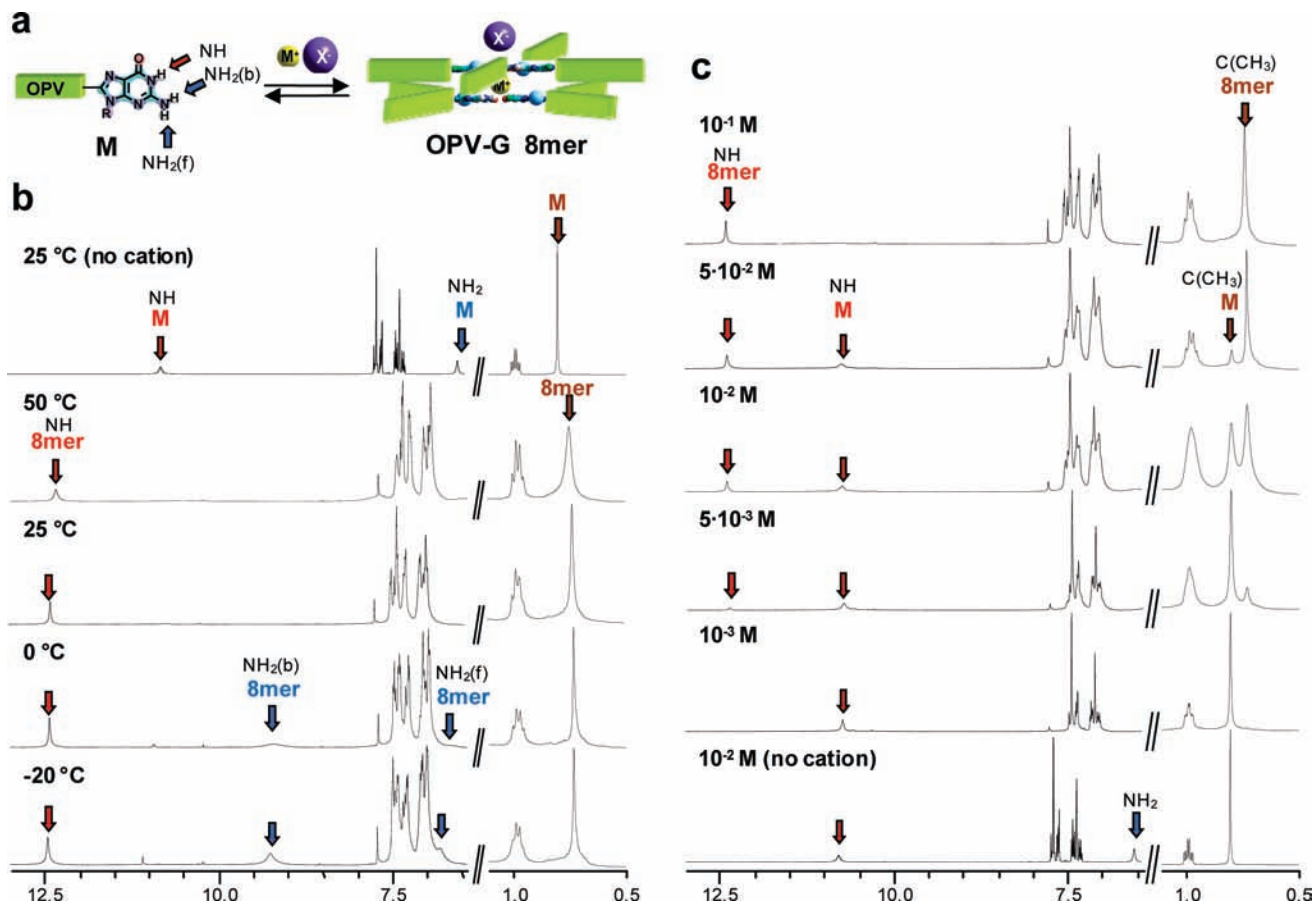 a
NH
NH₂(b)
NH₂(f)
OPV
O
N
N
N
N
N
H
H
H
R
M
M⁺
X⁻
X⁻
M⁺
OPV-G 8mer
b
25 °C (no cation)
NH
M
NH₂
M
M
50 °C
NH
8mer
8mer
25 °C
0 °C
NH₂(b)
8mer
NH₂(f)
8mer
-20 °C
12.5 10.0 7.5 1.0 0.5
c
10⁻¹ M
NH
8mer
C(CH₃)
8mer
5·10⁻² M
NH
M
C(CH₃)
M
10⁻² M
5·10⁻³ M
10⁻³ M
10⁻² M (no cation)
NH₂
12.5 10.0 7.5 1.0 0.5